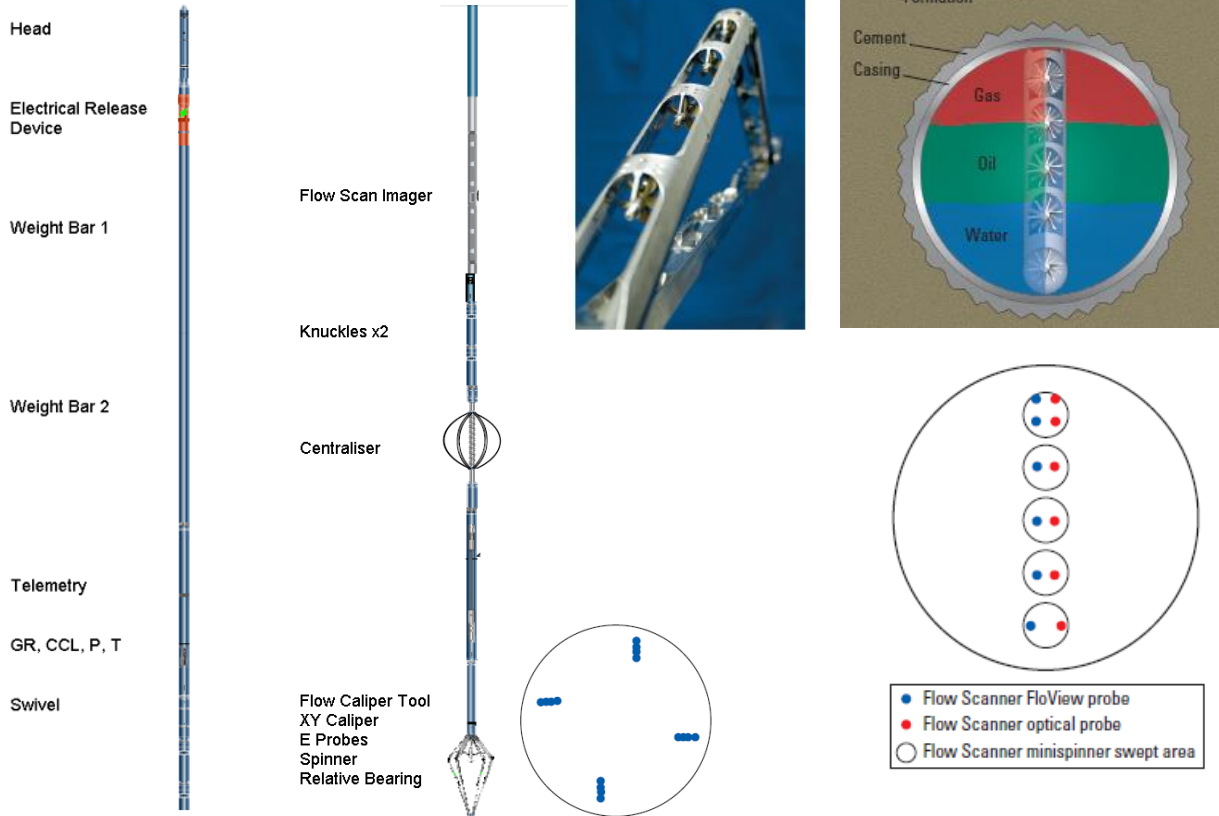 Head
Electrical Release
Device
Weight Bar 1
Weight Bar 2
Telemetry
GR, CCL, P, T
Swivel
Flow Scan Imager
Knuckles x2
Centraliser
Flow Caliper Tool
XY Caliper
E Probes
Spinner
Relative Bearing
Formation
Cement
Casing
Gas
Oil
Water
Flow Scanner FloView probe
Flow Scanner optical probe
Flow Scanner minispinner swept area